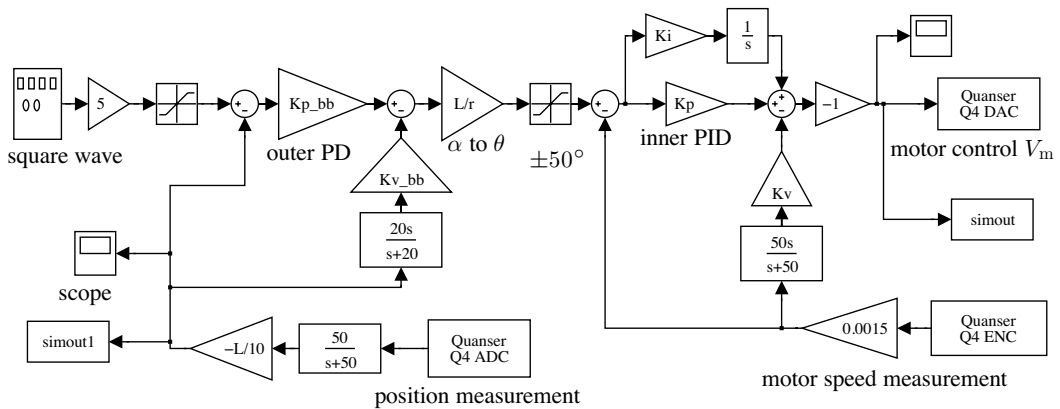 Ki
1
s
5
Kp_bb
L/r
Kp
−1
Quanser
Q4 DAC
square wave
outer PD
α to θ
±50°
inner PID
motor control Vm
Kv_bb
Kv
simout
20s
s+20
50s
s+50
scope
simout1
−L/10
50
s+50
Quanser
Q4 ADC
0.0015
Quanser
Q4 ENC
position measurement
motor speed measurement